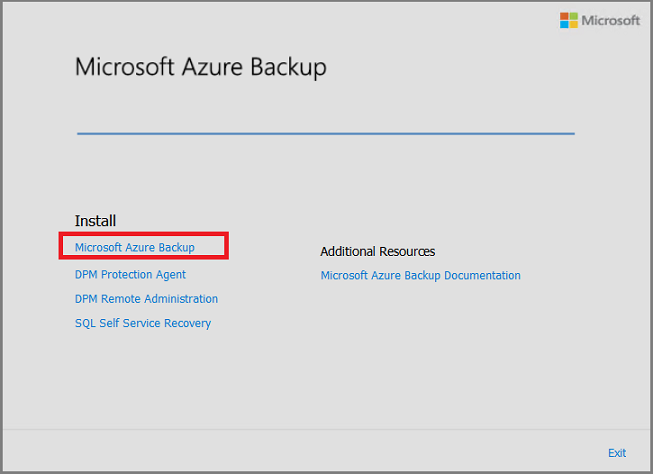 Microsoft
Microsoft Azure Backup
Install
Microsoft Azure Backup
DPM Protection Agent
DPM Remote Administration
SQL Self Service Recovery
Additional Resources
Microsoft Azure Backup Documentation
Exit